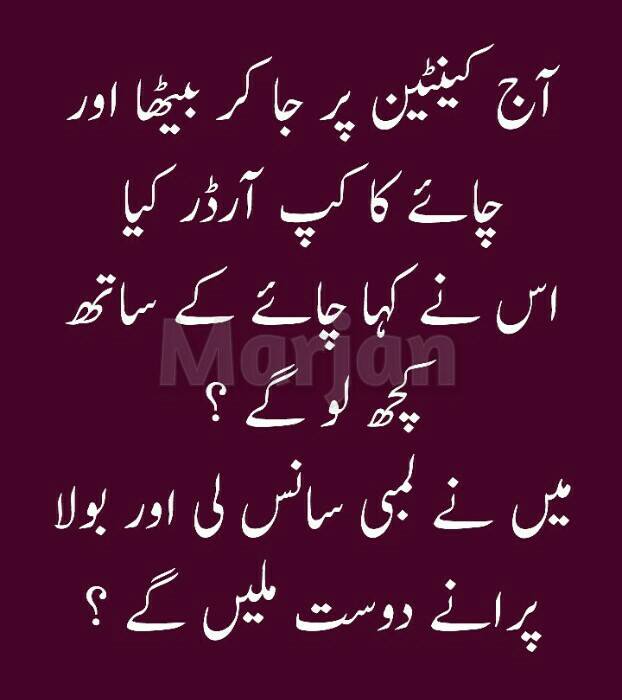 آج کینٹین پر جا کر بیٹھا اور
چائے کا کپ آرڈر کیا
اس نے کہا چائے کے ساتھ
Marjan
کچھ لو گے ؟
میں نے لمبی سانس لی اور بولا
پرانے دوست ملیں گے ؟